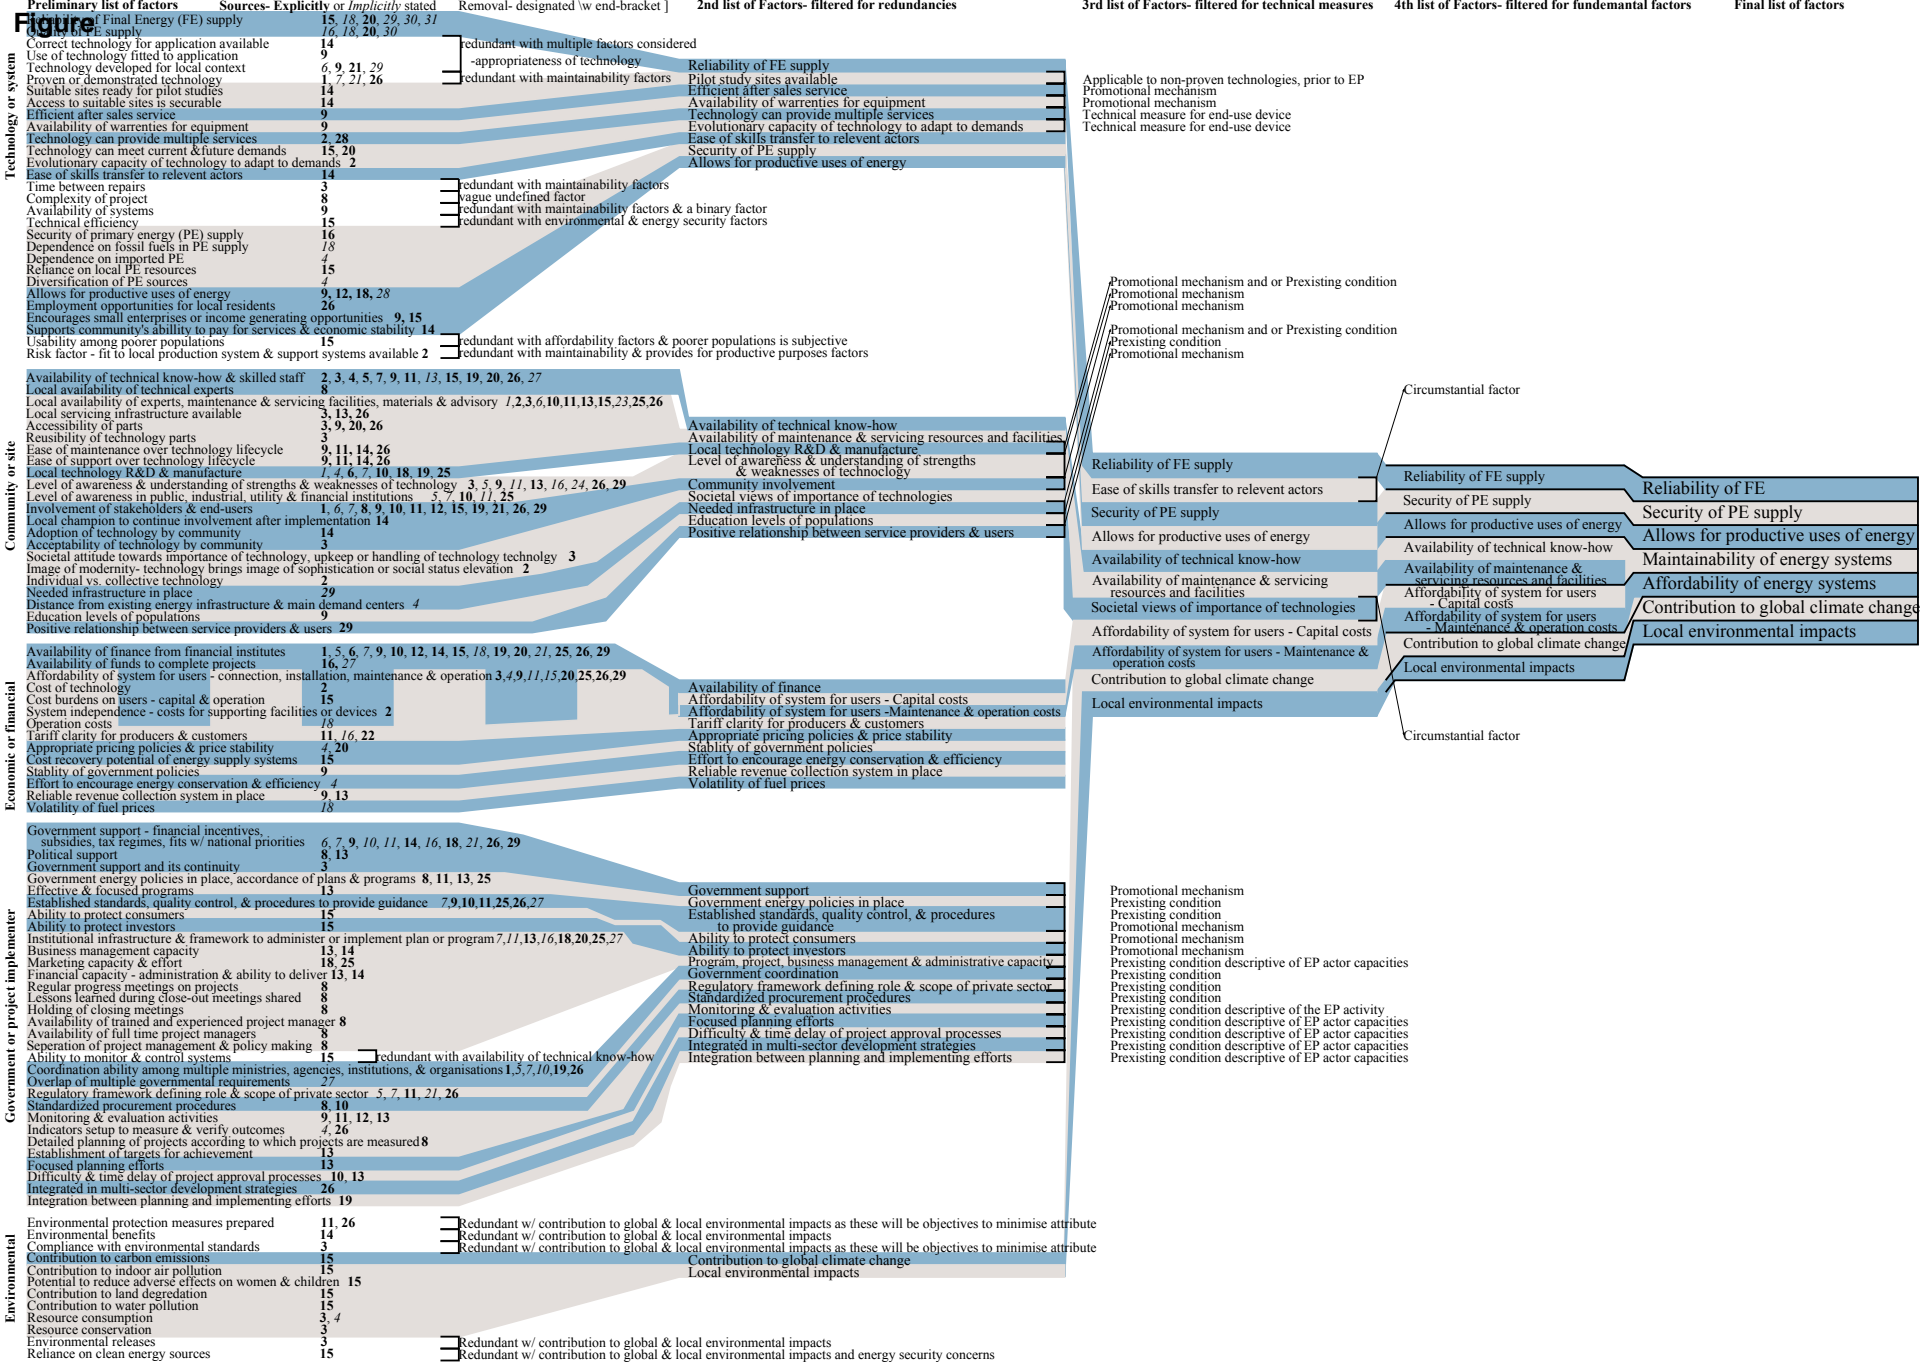 Preliminary list of factors Sources- Explicitly or Implicitly stated Removal- designated \w end-bracket ] 2nd list of Factors- filtered for redundancies 3rd list of Factors- filtered for technical measures 4th list of Factors- filtered for fundemantal factors Final list of factors
Figure
Technology or system
Reliability of Final Energy (FE) supply 15, 18, 20, 29, 30, 31
Quality of FE supply 16, 18, 20, 30
Correct technology for application available 14
Use of technology fitted to application 9
Technology developed for local context 6, 9, 21, 29
Proven or demonstrated technology 1, 7, 21, 26
Suitable sites ready for pilot studies 14
Access to suitable sites is securable 14
Efficient after sales service 9
Availability of warrenties for equipment 9
Technology can provide multiple services 2, 28
Technology can meet current &future demands 15, 20
Evolutionary capacity of technology to adapt to demands 2
Ease of skills transfer to relevent actors 14
Time between repairs 3
Complexity of project 8
Availability of systems 9
Technical efficiency 15
Security of primary energy (PE) supply 16
Dependence on fossil fuels in PE supply 18
Dependence on imported PE 4
Reliance on local PE resources 15
Diversification of PE sources 4
Allows for productive uses of energy 9, 12, 18, 28
Employment opportunities for local residents 26
Encourages small enterprises or income generating opportunities 9, 15
Supports community's abillity to pay for services & economic stability 14
Usability among poorer populations 15
Risk factor - fit to local production system & support systems available 2
redundant with multiple factors considered
-appropriateness of technology
redundant with maintainability factors
redundant with maintainability factors
vague undefined factor
redundant with maintainability factors & a binary factor
redundant with environmental & energy security factors
redundant with affordability factors & poorer populations is subjective
redundant with maintainability & provides for productive purposes factors
Reliability of FE supply
Pilot study sites available
Efficient after sales service
Availability of warrenties for equipment
Technology can provide multiple services
Evolutionary capacity of technology to adapt to demands
Ease of skills transfer to relevent actors
Security of PE supply
Allows for productive uses of energy
Applicable to non-proven technologies, prior to EP
Promotional mechanism
Promotional mechanism
Technical measure for end-use device
Technical measure for end-use device
Community or site
Availability of technical know-how & skilled staff 2, 3, 4, 5, 7, 9, 11, 13, 15, 19, 20, 26, 27
Local availability of technical experts 8
Local availability of experts, maintenance & servicing facilities, materials & advisory 1,2,3,6,10,11,13,15,23,25,26
Local servicing infrastructure available 3, 13, 26
Accessibility of parts 3, 9, 20, 26
Reusibility of technology parts 3
Ease of maintenance over technology lifecycle 9, 11, 14, 26
Ease of support over technology lifecycle 9, 11, 14, 26
Local technology R&D & manufacture 1, 4, 6, 7, 10, 18, 19, 25
Level of awareness & understanding of strengths & weaknesses of technology 3, 5, 9, 11, 13, 16, 24, 26, 29
Level of awareness in public, industrial, utility & financial institutions 5, 7, 10, 11, 25
Involvement of stakeholders & end-users 1, 6, 7, 8, 9, 10, 11, 12, 15, 19, 21, 26, 29
Local champion to continue involvement after implementation 14
Adoption of technology by community 14
Acceptability of technology by community 3
Societal attitude towards importance of technology, upkeep or handling of technology technolgy 3
Image of modernity- technology brings image of sophistication or social status elevation 2
Individual vs. collective technology 2
Needed infrastructure in place 29
Distance from existing energy infrastructure & main demand centers 4
Education levels of populations 9
Positive relationship between service providers & users 29
Availability of technical know-how
Availability of maintenance & servicing resources and facilities
Local technology R&D & manufacture
Level of awareness & understanding of strengths
& weaknesses of technology
Community involvement
Societal views of importance of technologies
Needed infrastructure in place
Education levels of populations
Positive relationship between service providers & users
Promotional mechanism and or Prexisting condition
Promotional mechanism
Promotional mechanism
Promotional mechanism and or Prexisting condition
Prexisting condition
Promotional mechanism
Economic or financial
Availability of finance from financial institutes 1, 5, 6, 7, 9, 10, 12, 14, 15, 18, 19, 20, 21, 25, 26, 29
Availability of funds to complete projects 16, 27
Affordability of system for users - connection, installation, maintenance & operation 3,4,9,11,15,20,25,26,29
Cost of technology 2
Cost burdens on users - capital & operation 15
System independence - costs for supporting facilities or devices 2
Operation costs 18
Tariff clarity for producers & customers 11, 16, 22
Appropriate pricing policies & price stability 4, 20
Cost recovery potential of energy supply systems 15
Stablity of government policies 9
Effort to encourage energy conservation & efficiency 4
Reliable revenue collection system in place 9, 13
Volatility of fuel prices 18
Availability of finance
Affordability of system for users - Capital costs
Affordability of system for users -Maintenance & operation costs
Tariff clarity for producers & customers
Appropriate pricing policies & price stability
Stablity of government policies
Effort to encourage energy conservation & efficiency
Reliable revenue collection system in place
Volatility of fuel prices
Reliability of FE supply
Ease of skills transfer to relevent actors
Security of PE supply
Allows for productive uses of energy
Availability of technical know-how
Availability of maintenance & servicing
resources and facilities
Societal views of importance of technologies
Affordability of system for users - Capital costs
Affordability of system for users - Maintenance &
operation costs
Contribution to global climate change
Local environmental impacts
Circumstantial factor
Reliability of FE supply
Security of PE supply
Allows for productive uses of energy
Availability of technical know-how
Availability of maintenance &
servicing resources and facilities
Affordability of system for users
- Capital costs
Affordability of system for users
- Maintenance & operation costs
Contribution to global climate change
Local environmental impacts
Circumstantial factor
Reliability of FE
Security of PE supply
Allows for productive uses of energy
Maintainability of energy systems
Affordability of energy systems
Contribution to global climate change
Local environmental impacts
Government or project implementer
Government support - financial incentives,
subsidies, tax regimes, fits w/ national priorities 6, 7, 9, 10, 11, 14, 16, 18, 21, 26, 29
Political support 8, 13
Government support and its continuity 3
Government energy policies in place, accordance of plans & programs 8, 11, 13, 25
Effective & focused programs 13
Established standards, quality control, & procedures to provide guidance 7,9,10,11,25,26,27
Ability to protect consumers 15
Ability to protect investors 15
Institutional infrastructure & framework to administer or implement plan or program 7,11,13,16,18,20,25,27
Business management capacity 13, 14
Marketing capacity & effort 18, 25
Financial capacity - administration & ability to deliver 13, 14
Regular progress meetings on projects 8
Lessons learned during close-out meetings shared 8
Holding of closing meetings 8
Availability of trained and experienced project manager 8
Availability of full time project managers 8
Seperation of project management & policy making 8
Ability to monitor & control systems 15 redundant with availability of technical know-how
Coordination ability among multiple ministries, agencies, institutions, & organisations 1,5,7,10,19,26
Overlap of multiple governmental requirements 27
Regulatory framework defining role & scope of private sector 5, 7, 11, 21, 26
Standardized procurement procedures 8, 10
Monitoring & evaluation activities 9, 11, 12, 13
Indicators setup to measure & verify outcomes 4, 26
Detailed planning of projects according to which projects are measured 8
Establishment of targets for achievement 13
Focused planning efforts 13
Difficulty & time delay of project approval processes 10, 13
Integrated in multi-sector development strategies 26
Integration between planning and implementing efforts 19
Government support
Government energy policies in place
Established standards, quality control, & procedures
to provide guidance
Ability to protect consumers
Ability to protect investors
Program, project, business management & administrative capacity
Government coordination
Regulatory framework defining role & scope of private sector
Standardized procurement procedures
Monitoring & evaluation activities
Focused planning efforts
Difficulty & time delay of project approval processes
Integrated in multi-sector development strategies
Integration between planning and implementing efforts
Promotional mechanism
Prexisting condition
Prexisting condition
Promotional mechanism
Promotional mechanism
Promotional mechanism
Prexisting condition descriptive of EP actor capacities
Prexisting condition
Prexisting condition
Prexisting condition
Prexisting condition descriptive of the EP activity
Prexisting condition descriptive of EP actor capacities
Prexisting condition descriptive of EP actor capacities
Prexisting condition descriptive of EP actor capacities
Prexisting condition descriptive of EP actor capacities
Environmental
Environmental protection measures prepared 11, 26
Environmental benefits 14
Compliance with environmental standards 3
Contribution to carbon emissions 15
Contribution to indoor air pollution 15
Potential to reduce adverse effects on women & children 15
Contribution to land degredation 15
Contribution to water pollution 15
Resource consumption 3, 4
Resource conservation 3
Environmental releases 3
Reliance on clean energy sources 15
Redundant w/ contribution to global & local environmental impacts as these will be objectives to minimise attribute
Redundant w/ contribution to global & local environmental impacts
Redundant w/ contribution to global & local environmental impacts as these will be objectives to minimise attribute
Contribution to global climate change
Local environmental impacts
Redundant w/ contribution to global & local environmental impacts
Redundant w/ contribution to global & local environmental impacts and energy security concerns